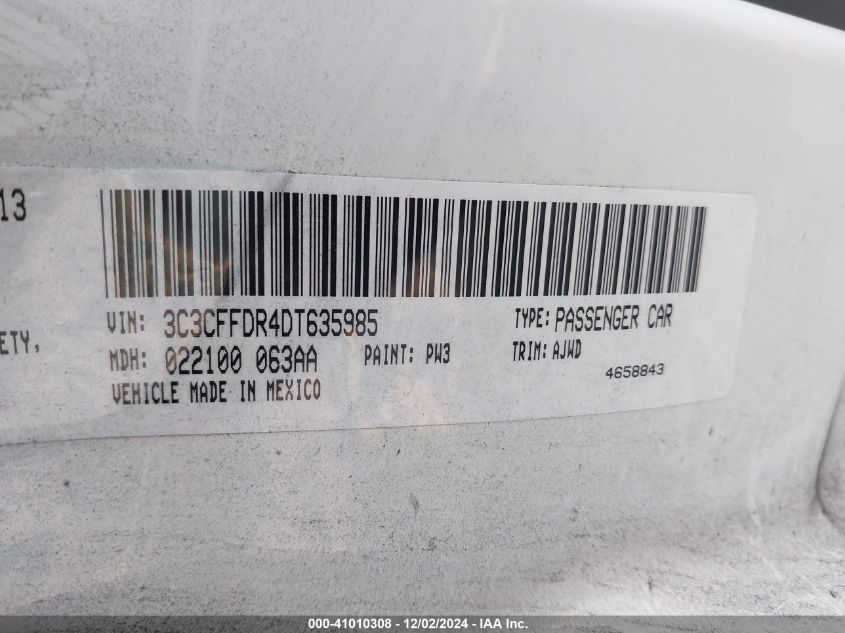 13
VIN: 3C3CFFDR4DT635985
TYPE: PASSENGER CAR
ETY,
MDH: 022100 063AA
PAINT: PW3
TRIM: AJWD
4658843
VEHICLE MADE IN MEXICO
000-41010308 - 12/02/2024 - IAA Inc.